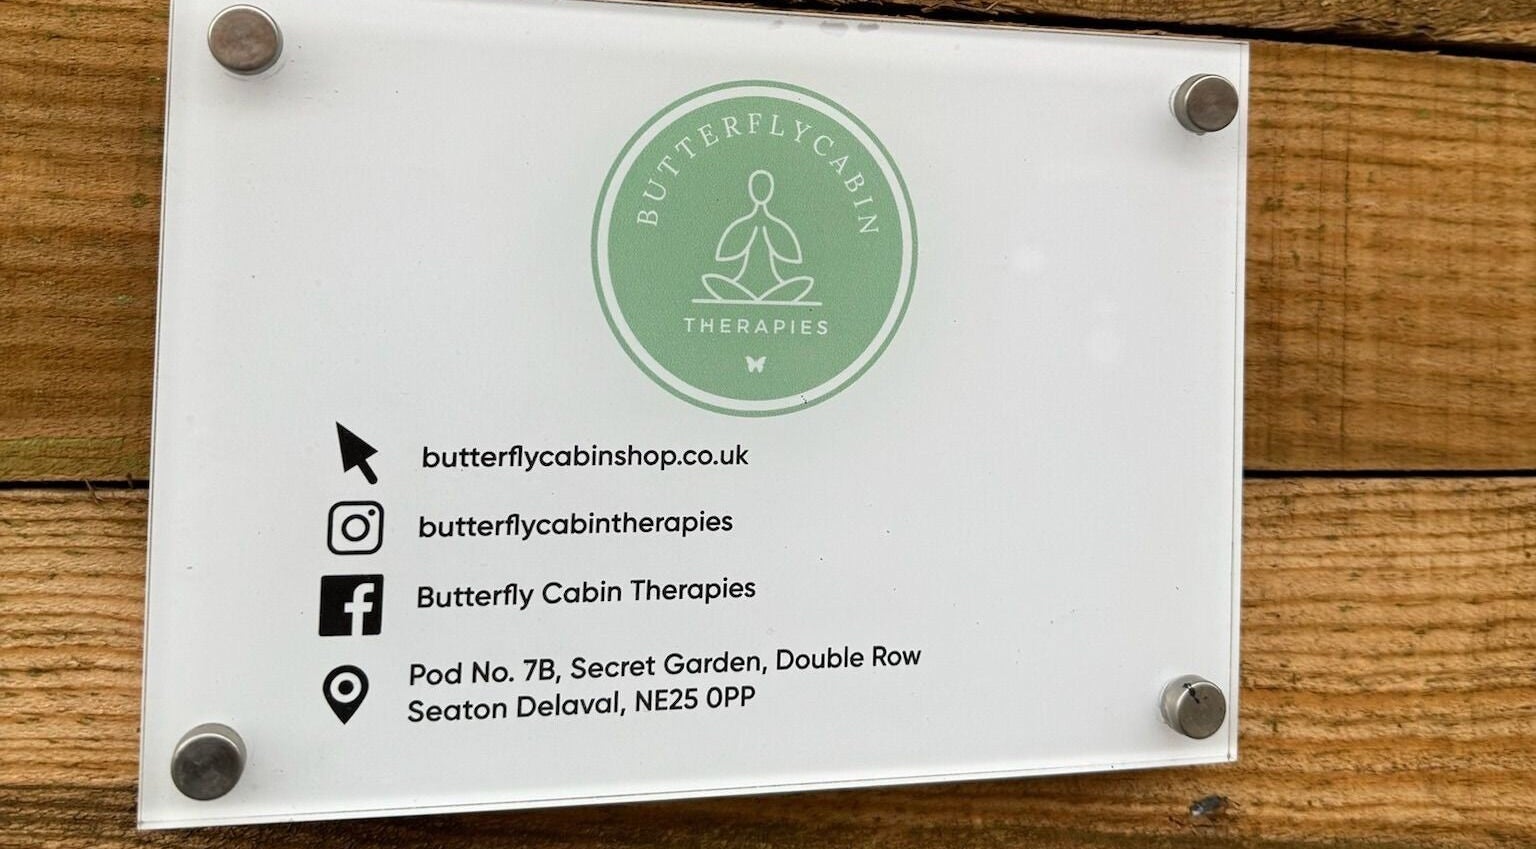 BUTTERFLYCABIN
THERAPIES
butterflycabinshop.co.uk
butterflycabintherapies
Butterfly Cabin Therapies
Pod No. 7B, Secret Garden, Double Row
Seaton Delaval, NE25 0PP